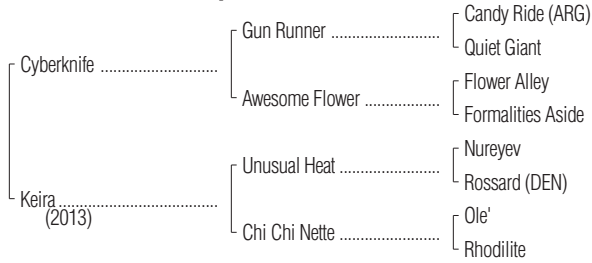 Candy Ride (ARG)
Gun Runner ........................
Quiet Giant
Cyberknife ...........................
Flower Alley
Awesome Flower .................
Formalities Aside
Nureyev
Unusual Heat ......................
Rossard (DEN)
Keira.....................................
(2013)
Ole'
Chi Chi Nette ......................
Rhodilite